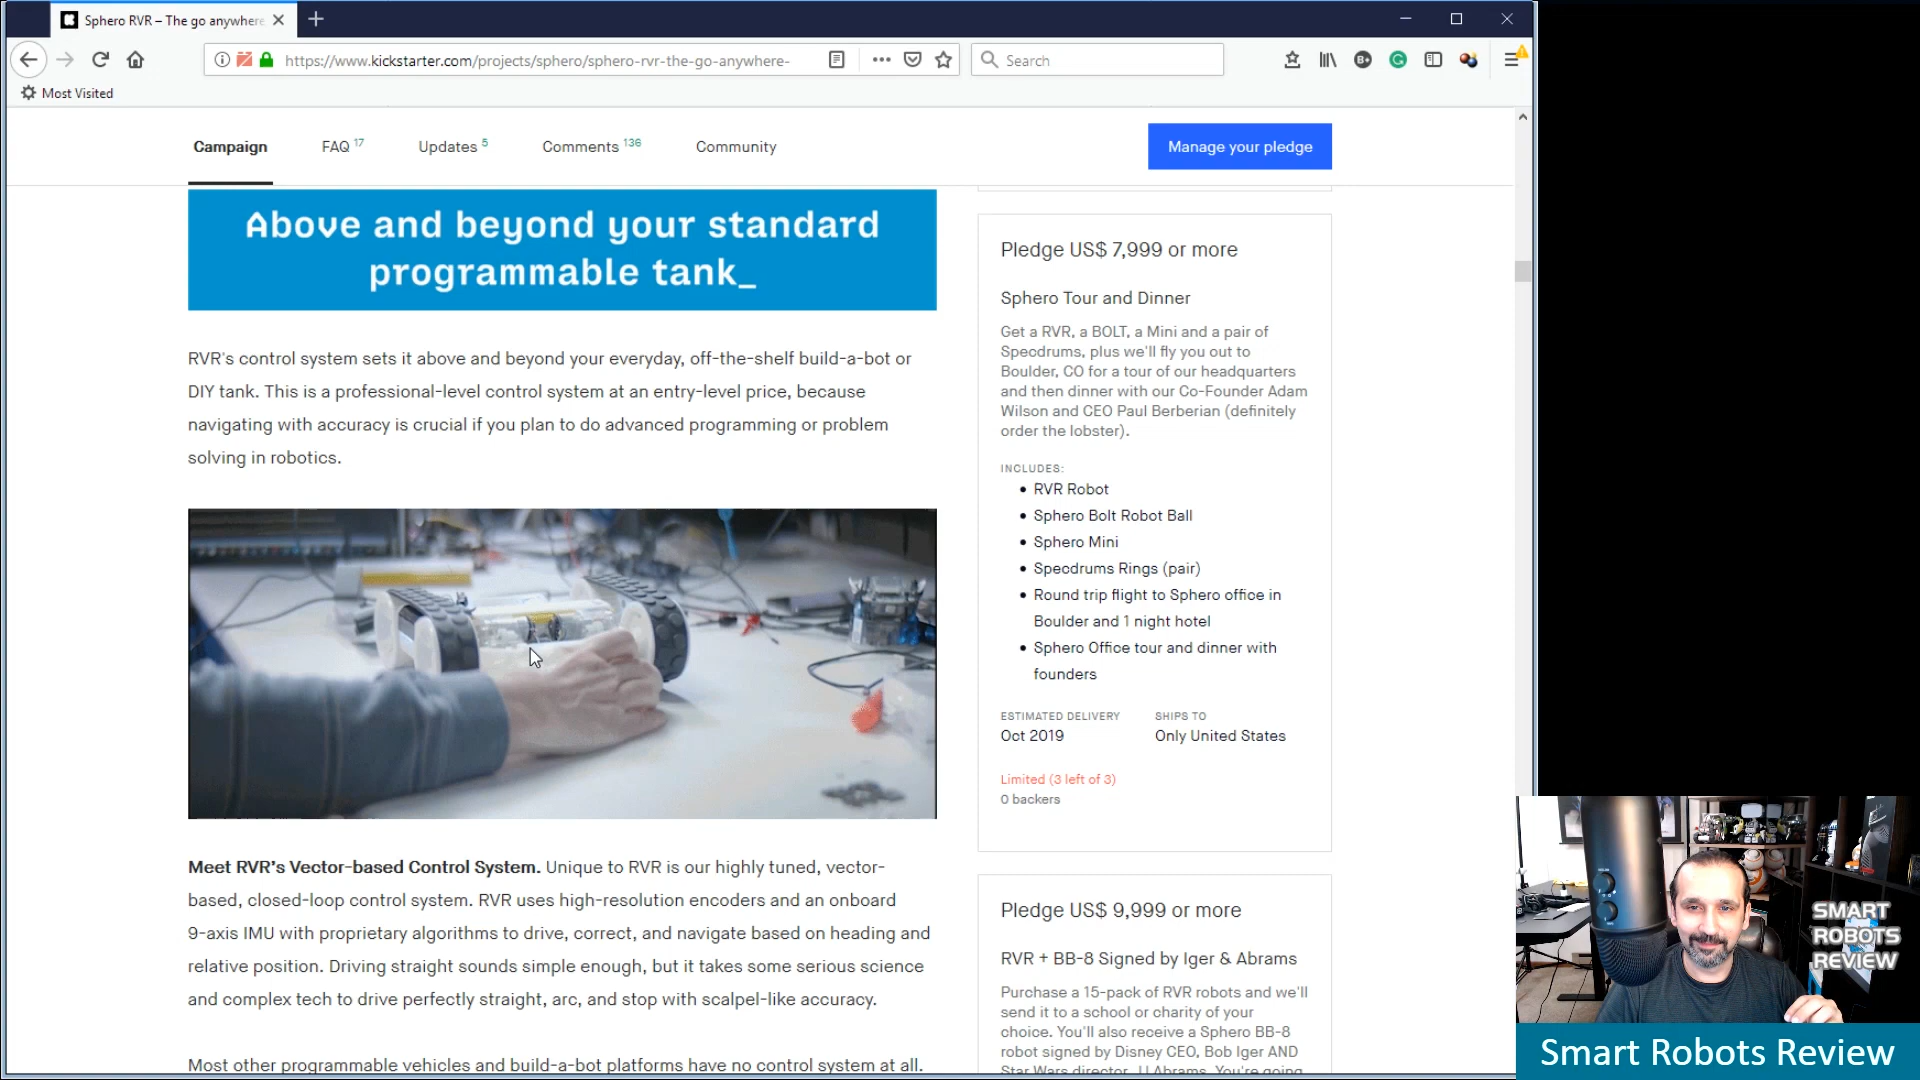 Sphero RVR – The go anywhere
https://www.kickstarter.com/projects/sphero/sphero-rvr-the-go-anywhere-
Search
Most Visited
Campaign
FAQ 17
Updates 5
Comments 136
Community
Manage your pledge
Above and beyond your standard
programmable tank_
RVR's control system sets it above and beyond your everyday, off-the-shelf build-a-bot or
DIY tank. This is a professional-level control system at an entry-level price, because
navigating with accuracy is crucial if you plan to do advanced programming or problem
solving in robotics.
Meet RVR's Vector-based Control System. Unique to RVR is our highly tuned, vector-
based, closed-loop control system. RVR uses high-resolution encoders and an onboard
9-axis IMU with proprietary algorithms to drive, correct, and navigate based on heading and
relative position. Driving straight sounds simple enough, but it takes some serious science
and complex tech to drive perfectly straight, arc, and stop with scalpel-like accuracy.
Most other programmable vehicles and build-a-bot platforms have no control system at all.
Pledge US$ 7,999 or more
Sphero Tour and Dinner
Get a RVR, a BOLT, a Mini and a pair of
Specdrums, plus we'll fly you out to
Boulder, CO for a tour of our headquarters
and then dinner with our Co-Founder Adam
Wilson and CEO Paul Berberian (definitely
order the lobster).
INCLUDES:
RVR Robot
Sphero Bolt Robot Ball
Sphero Mini
Specdrums Rings (pair)
Round trip flight to Sphero office in
Boulder and 1 night hotel
Sphero Office tour and dinner with
founders
ESTIMATED DELIVERY
Oct 2019
SHIPS TO
Only United States
Limited (3 left of 3)
0 backers
Pledge US$ 9,999 or more
RVR + BB-8 Signed by Iger & Abrams
Purchase a 15-pack of RVR robots and we'll
send it to a school or charity of your
choice. You'll also receive a Sphero BB-8
robot signed by Disney CEO, Bob Iger AND
Star Wars director, JJ Abrams. You're going
SMART
ROBOTS
REVIEW
Smart Robots Review